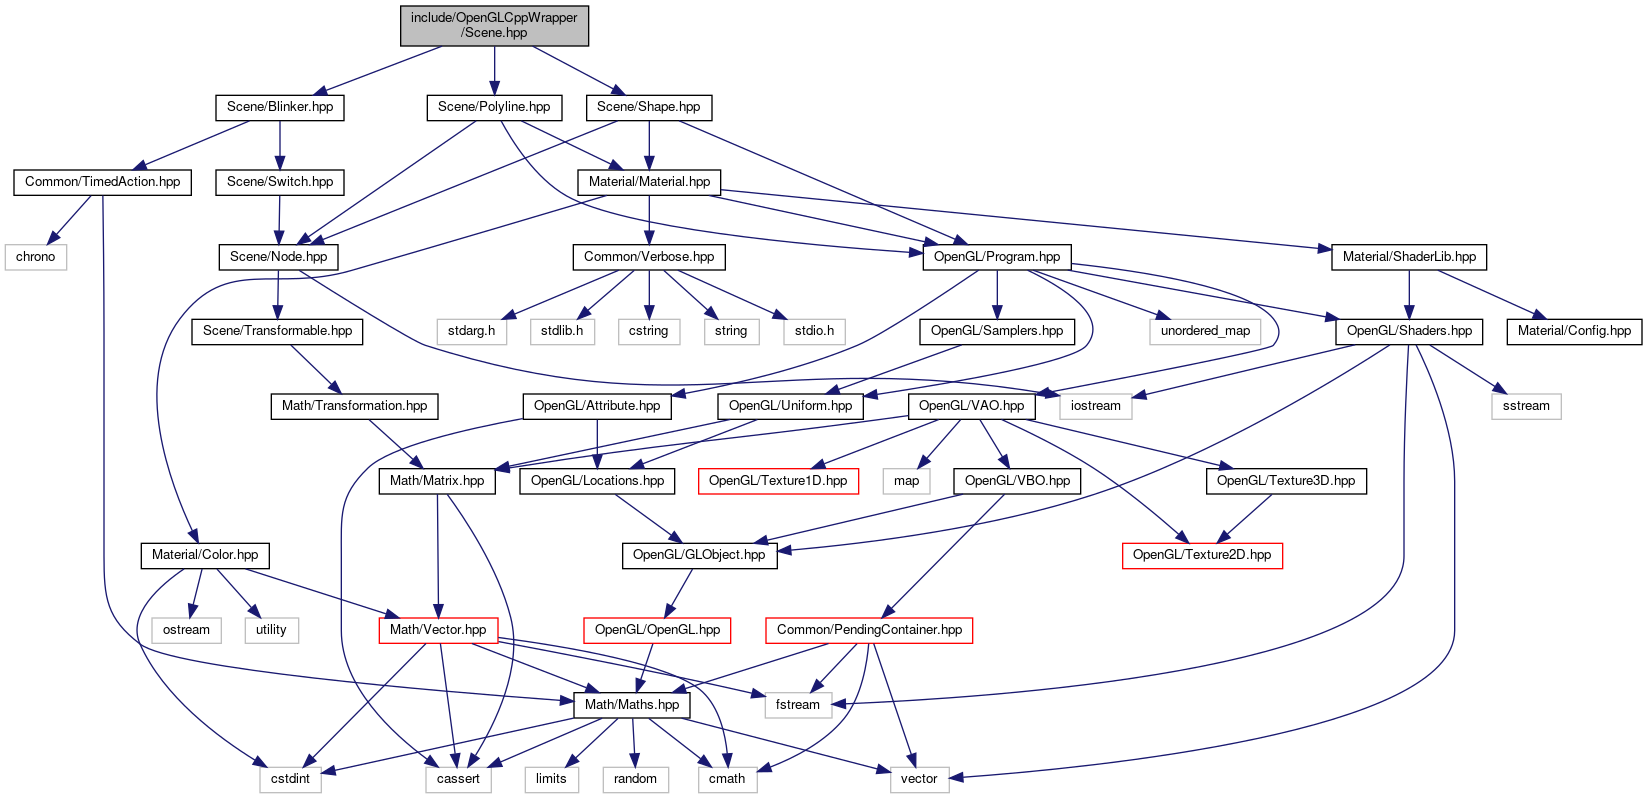 include/OpenGLCppWrapper
/Scene.hpp
Scene/Blinker.hpp
Scene/Polyline.hpp
Scene/Shape.hpp
Common/TimedAction.hpp
Scene/Switch.hpp
Material/Material.hpp
chrono
Scene/Node.hpp
Common/Verbose.hpp
OpenGL/Program.hpp
Material/ShaderLib.hpp
Scene/Transformable.hpp
stdarg.h
stdlib.h
cstring
string
stdio.h
OpenGL/Samplers.hpp
unordered_map
OpenGL/Shaders.hpp
Material/Config.hpp
Math/Transformation.hpp
OpenGL/Attribute.hpp
OpenGL/Uniform.hpp
OpenGL/VAO.hpp
iostream
sstream
Math/Matrix.hpp
OpenGL/Locations.hpp
OpenGL/Texture1D.hpp
map
OpenGL/VBO.hpp
OpenGL/Texture3D.hpp
Material/Color.hpp
OpenGL/GLObject.hpp
OpenGL/Texture2D.hpp
ostream
utility
Math/Vector.hpp
OpenGL/OpenGL.hpp
Common/PendingContainer.hpp
Math/Maths.hpp
fstream
cstdint
cassert
limits
random
cmath
vector